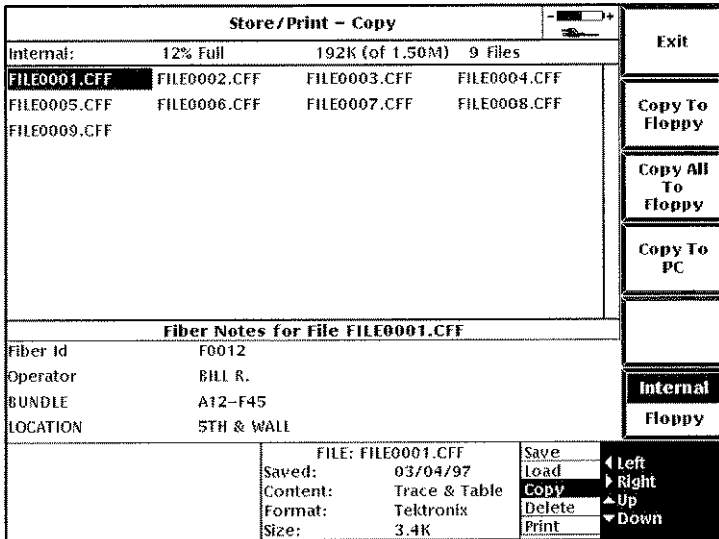 Store/Print – Copy
- +
Internal: 12% Full 192K (of 1.50M) 9 Files
FILE0001.CFF FILE0002.CFF FILE0003.CFF FILE0004.CFF
FILE0005.CFF FILE0006.CFF FILE0007.CFF FILE0008.CFF
FILE0009.CFF
Fiber Notes for File FILE0001.CFF
Fiber Id F0012
Operator BILL R.
BUNDLE A12–F45
LOCATION 5TH & WALL
FILE: FILE0001.CFF
Saved: 03/04/97
Content: Trace & Table
Format: Tektronix
Size: 3.4K
Save
Load
Copy
Delete
Print
Left
Right
Up
Down
Exit
Copy To
Floppy
Copy All
To
Floppy
Copy To
PC
Internal
Floppy